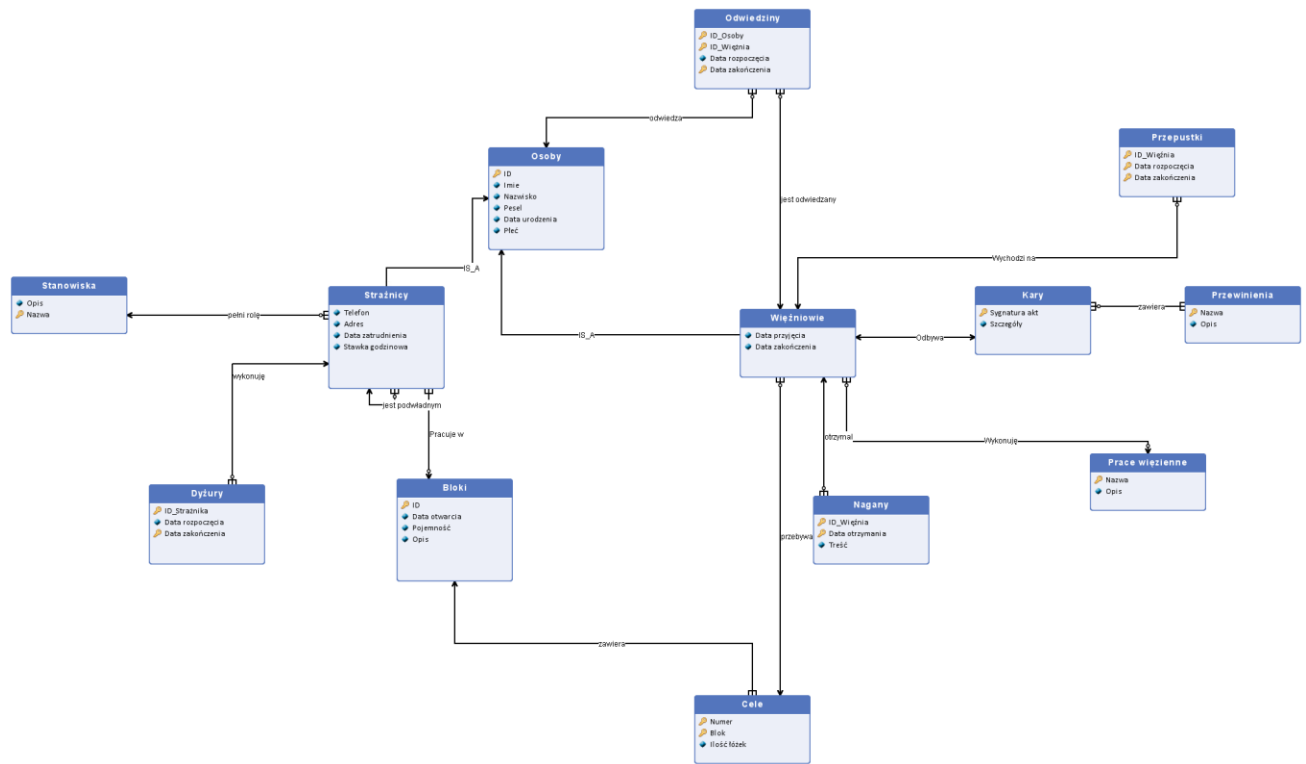 Odwiedziny
ID_Osoby
ID_Więźnia
Data rozpoczęcia
Data zakończenia
odwiedza
jest odwiedzany
Osoby
ID
Imie
Nazwisko
Pesel
Data urodzenia
Płeć
Przepustki
ID_Więźnia
Data rozpoczęcia
Data zakończenia
Wychodzi na
IS_A
Stanowiska
Opis
Nazwa
pełni rolę
Strażnicy
Telefon
Adres
Data zatrudnienia
Stawka godzinowa
IS_A
Więźniowie
Data przyjęcia
Data zakończenia
Odbywa
Kary
Sygnatura akt
Szczegóły
zawiera
Przewinienia
Nazwa
Opis
wykonuję
jest podwładnym
Pracuje w
otrzymal
Wykonuję
Prace więzienne
Nazwa
Opis
Dyżury
ID_Strażnika
Data rozpoczęcia
Data zakończenia
Bloki
ID
Data otwarcia
Pojemność
Opis
przebywa
Nagany
ID_Więźnia
Data otrzymania
Treść
zawiera
Cele
Numer
Blok
Ilość łóżek